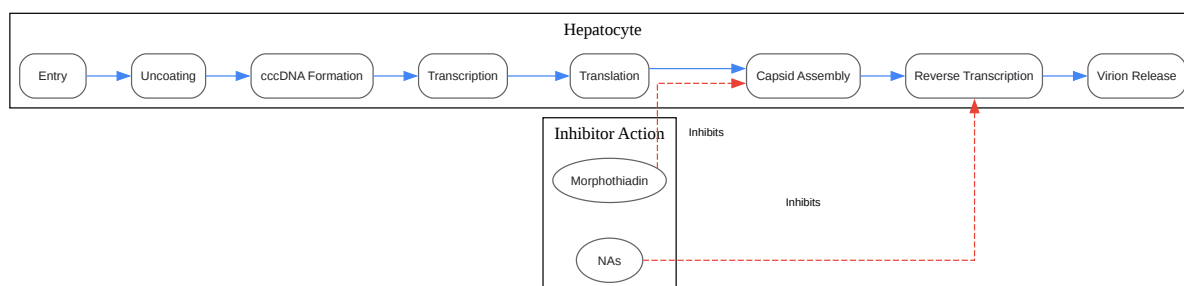 Hepatocyte
Entry
Uncoating
cccDNA Formation
Transcription
Translation
Capsid Assembly
Reverse Transcription
Virion Release
Inhibitor Action
Inhibits
Morphothiadin
Inhibits
NAs